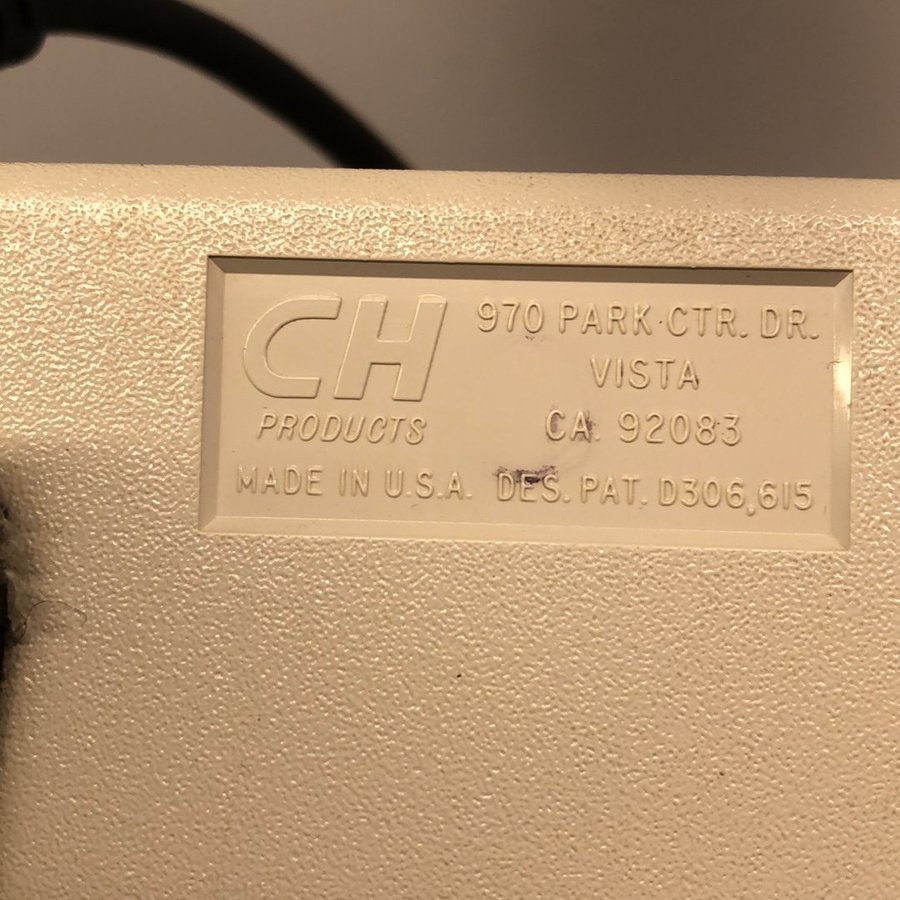 CH
PRODUCTS
970 PARK CTR. DR.
VISTA
CA. 92083
MADE IN U.S.A. DES. PAT. D306,615